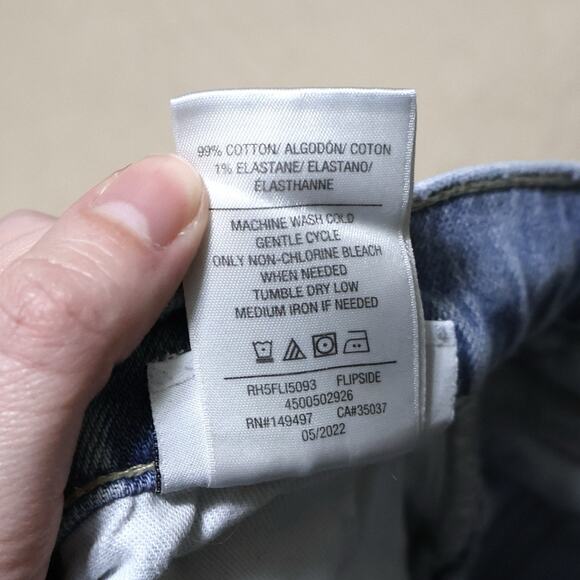 99% COTTON/ ALGODÓN/ COTON
1% ELASTANE/ ELASTANO/
ÉLASTHANNE
MACHINE WASH COLD
GENTLE CYCLE
ONLY NON-CHLORINE BLEACH
WHEN NEEDED
TUMBLE DRY LOW
MEDIUM IRON IF NEEDED
RH5FLI5093 FLIPSIDE
4500502926
RN#149497 CA#35037
05/2022